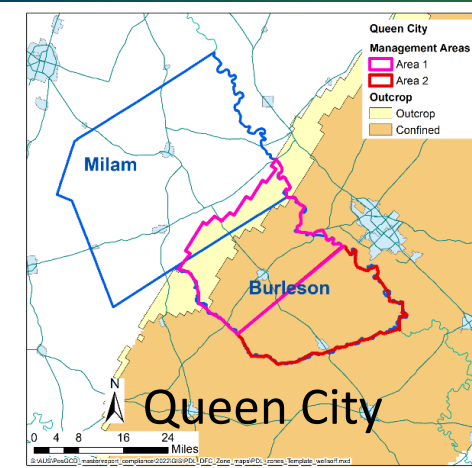 Queen City
Management Areas
Area 1
Area 2
Outcrop
Outcrop
Confined
Milam
Burleson
N
Queen City
0 4 8 16 24
Miles